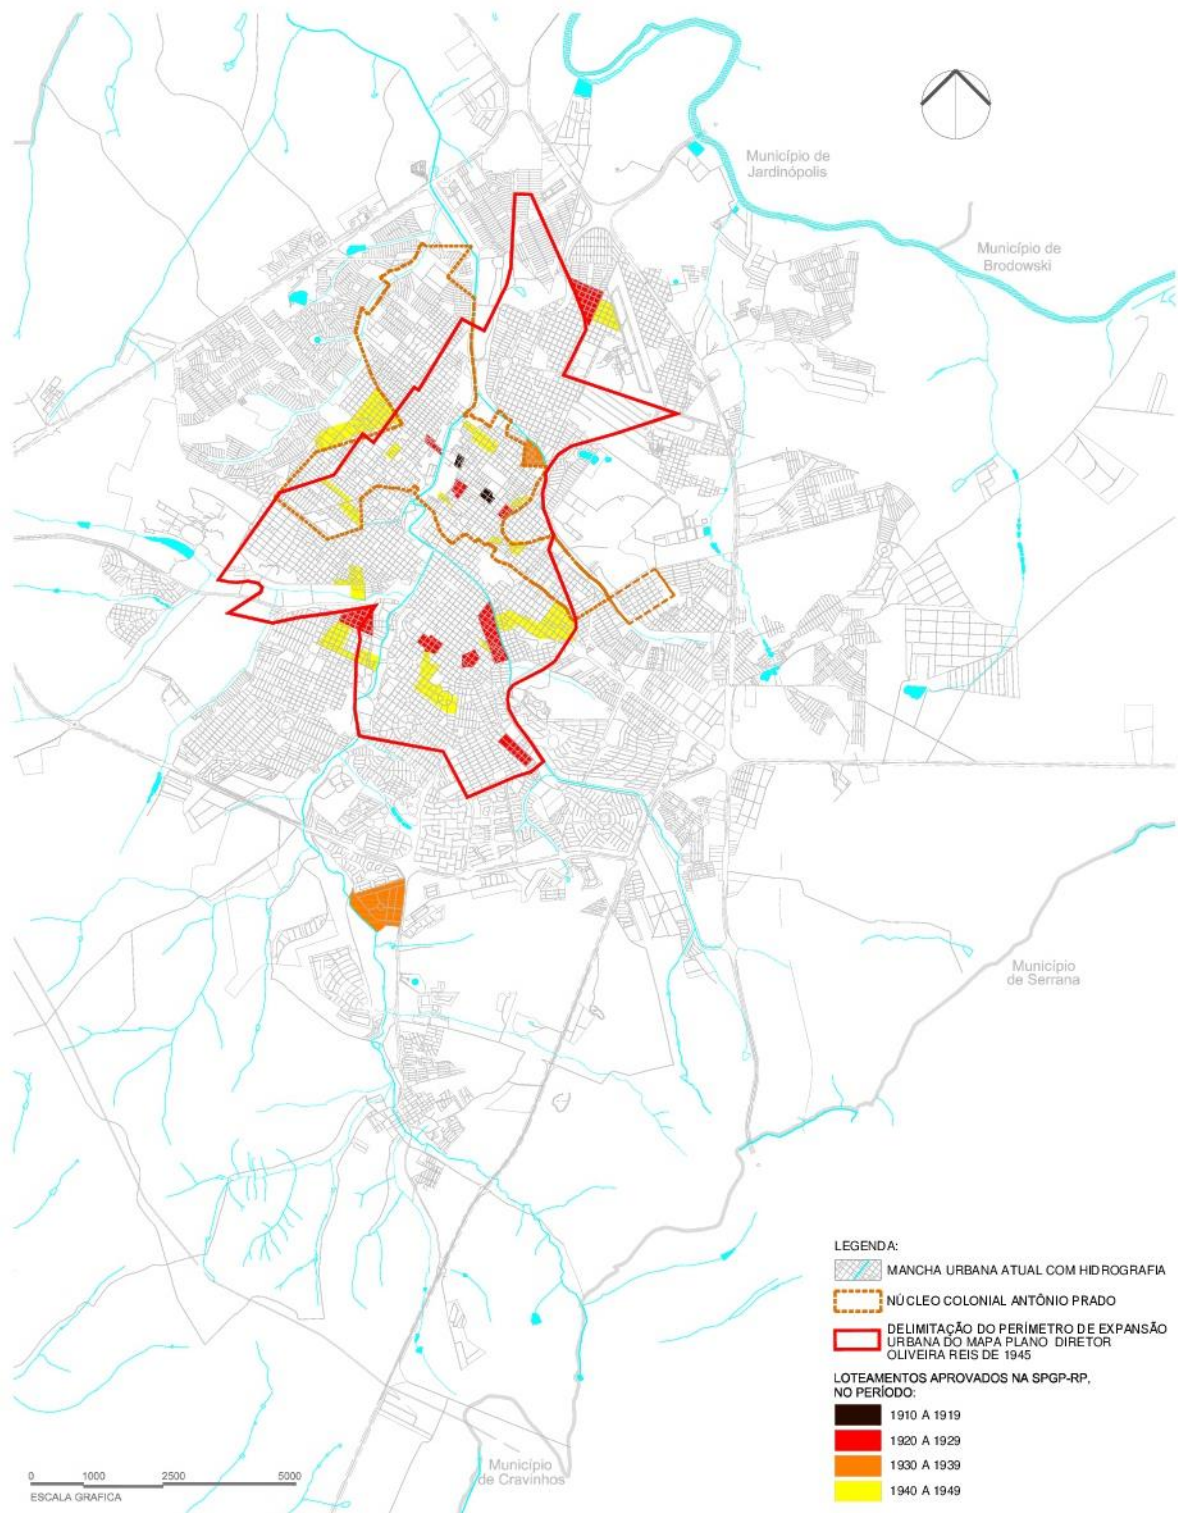 Município de
Jardinópolis
Município de
Brodowski
Município
de Serrana
LEGENDA:
MANCHA URBANA ATUAL COM HIDROGRAFIA
NÚCLEO COLONIAL ANTÔNIO PRADO
DELIMITAÇÃO DO PERÍMETRO DE EXPANSÃO
URBANA DO MAPA PLANO DIRETOR
OLIVEIRA REIS DE 1945
LOTEAMENTOS APROVADOS NA SPGP-RP,
NO PERÍODO:
1910 A 1919
1920 A 1929
1930 A 1939
1940 A 1949
Município
de Cravinhos
0 1000 2500 5000
ESCALA GRAFICA